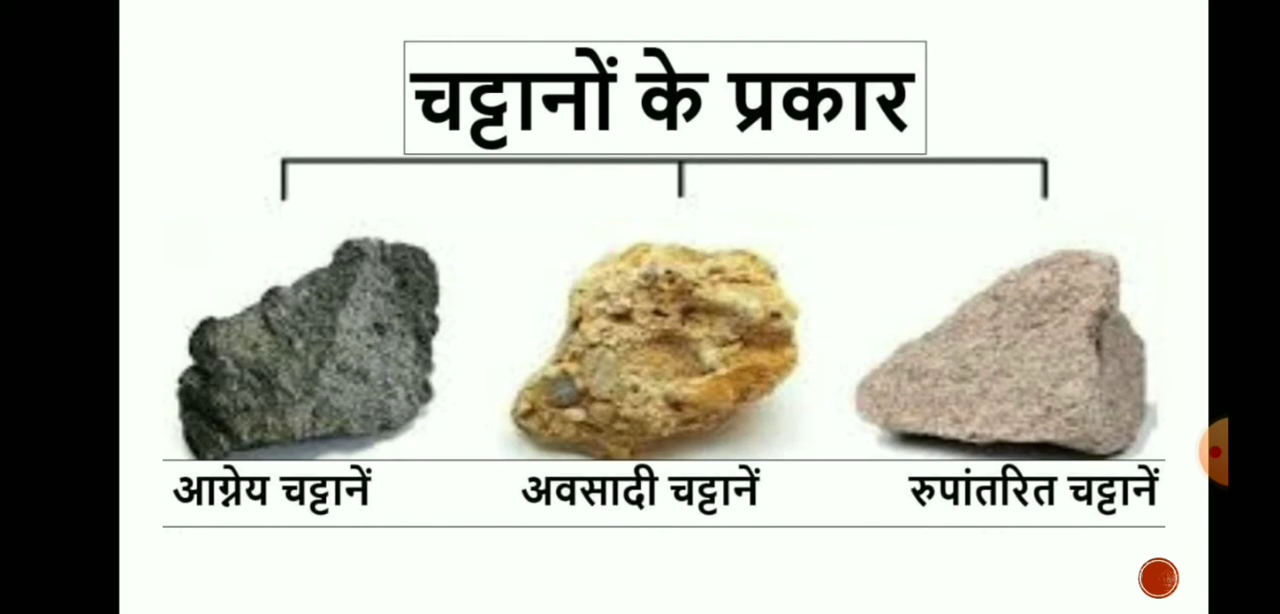 चट्टानों के प्रकार
आग्नेय चट्टानें अवसादी चट्टानें रुपांतरित चट्टानें